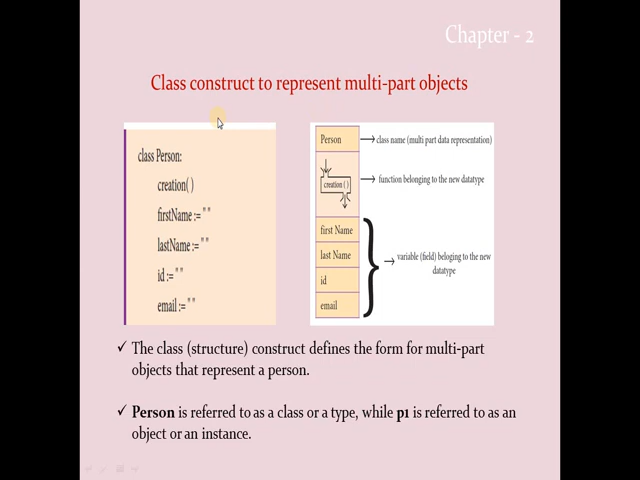 Chapter - 2
Class construct to represent multi-part objects
class Person:
creation( )
firstName := " "
lastName := " "
id := " "
email := " "
Person
class name (multi part data representation)
creation ( )
function belonging to the new datatype
first Name
last Name
id
email
variable (field) beloging to the new
datatype
✓ The class (structure) construct defines the form for multi-part
objects that represent a person.
✓ Person is referred to as a class or a type, while p1 is referred to as an
object or an instance.